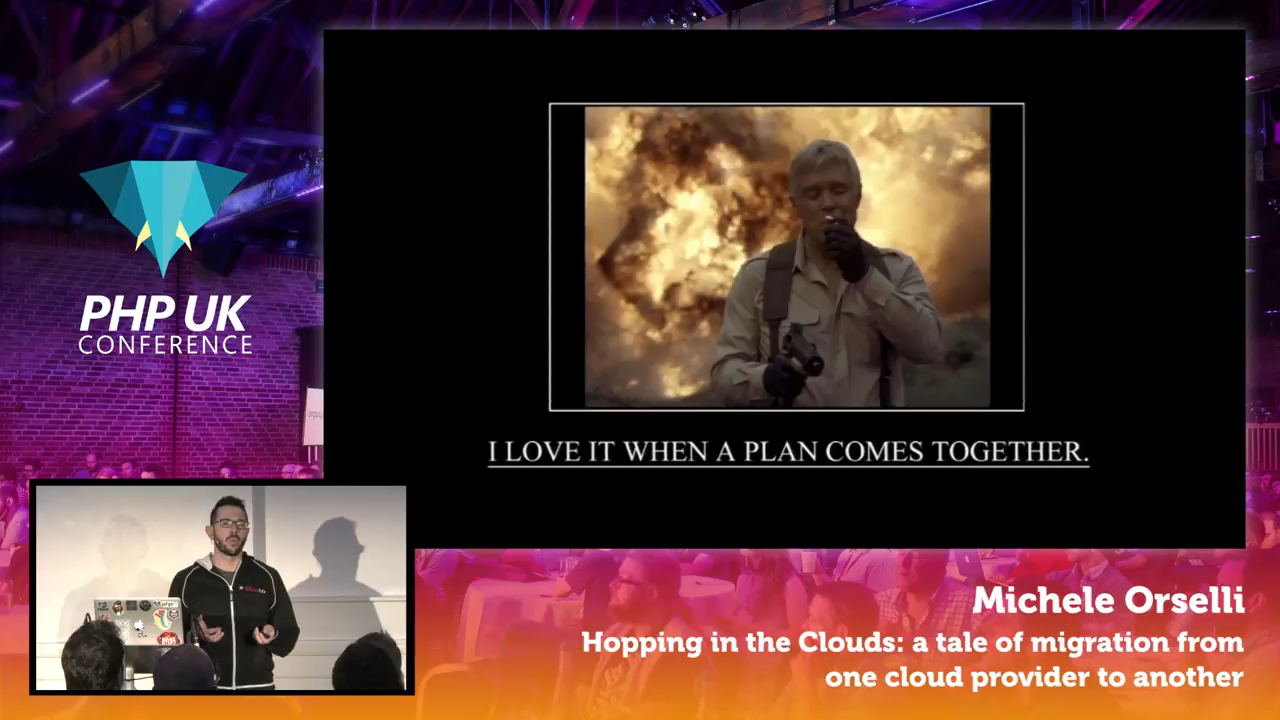 PHP UK
CONFERENCE
I LOVE IT WHEN A PLAN COMES TOGETHER.
Michele Orselli
Hopping in the Clouds: a tale of migration from
one cloud provider to another